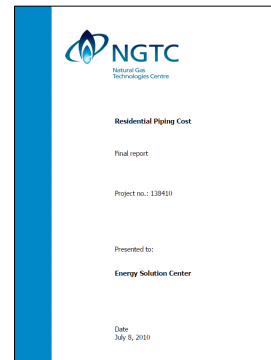 NGTC
Natural Gas
Technologies Centre
Residential Piping Cost
Final report
Project no.: 138410
Presented to:
Energy Solution Center
Date
July 8, 2010